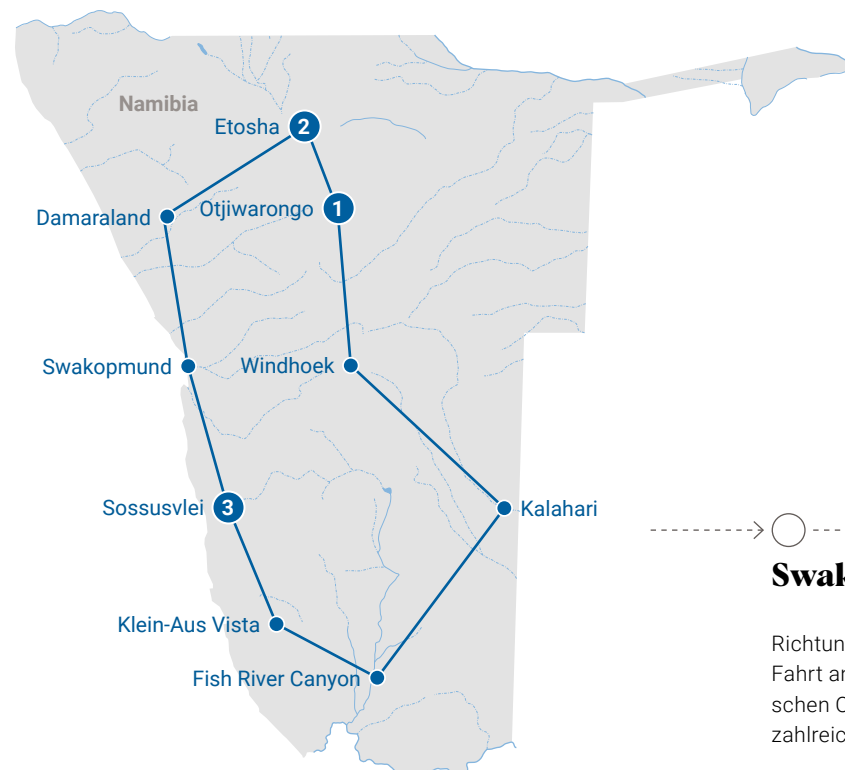 Namibia
Etosha
2
Otjiwarongo
1
Damaraland
Swakopmund
Windhoek
Sossusvlei
3
Kalahari
Klein-Aus Vista
Fish River Canyon
Swak
Richtun
Fahrt ar
schen C
zahlreic